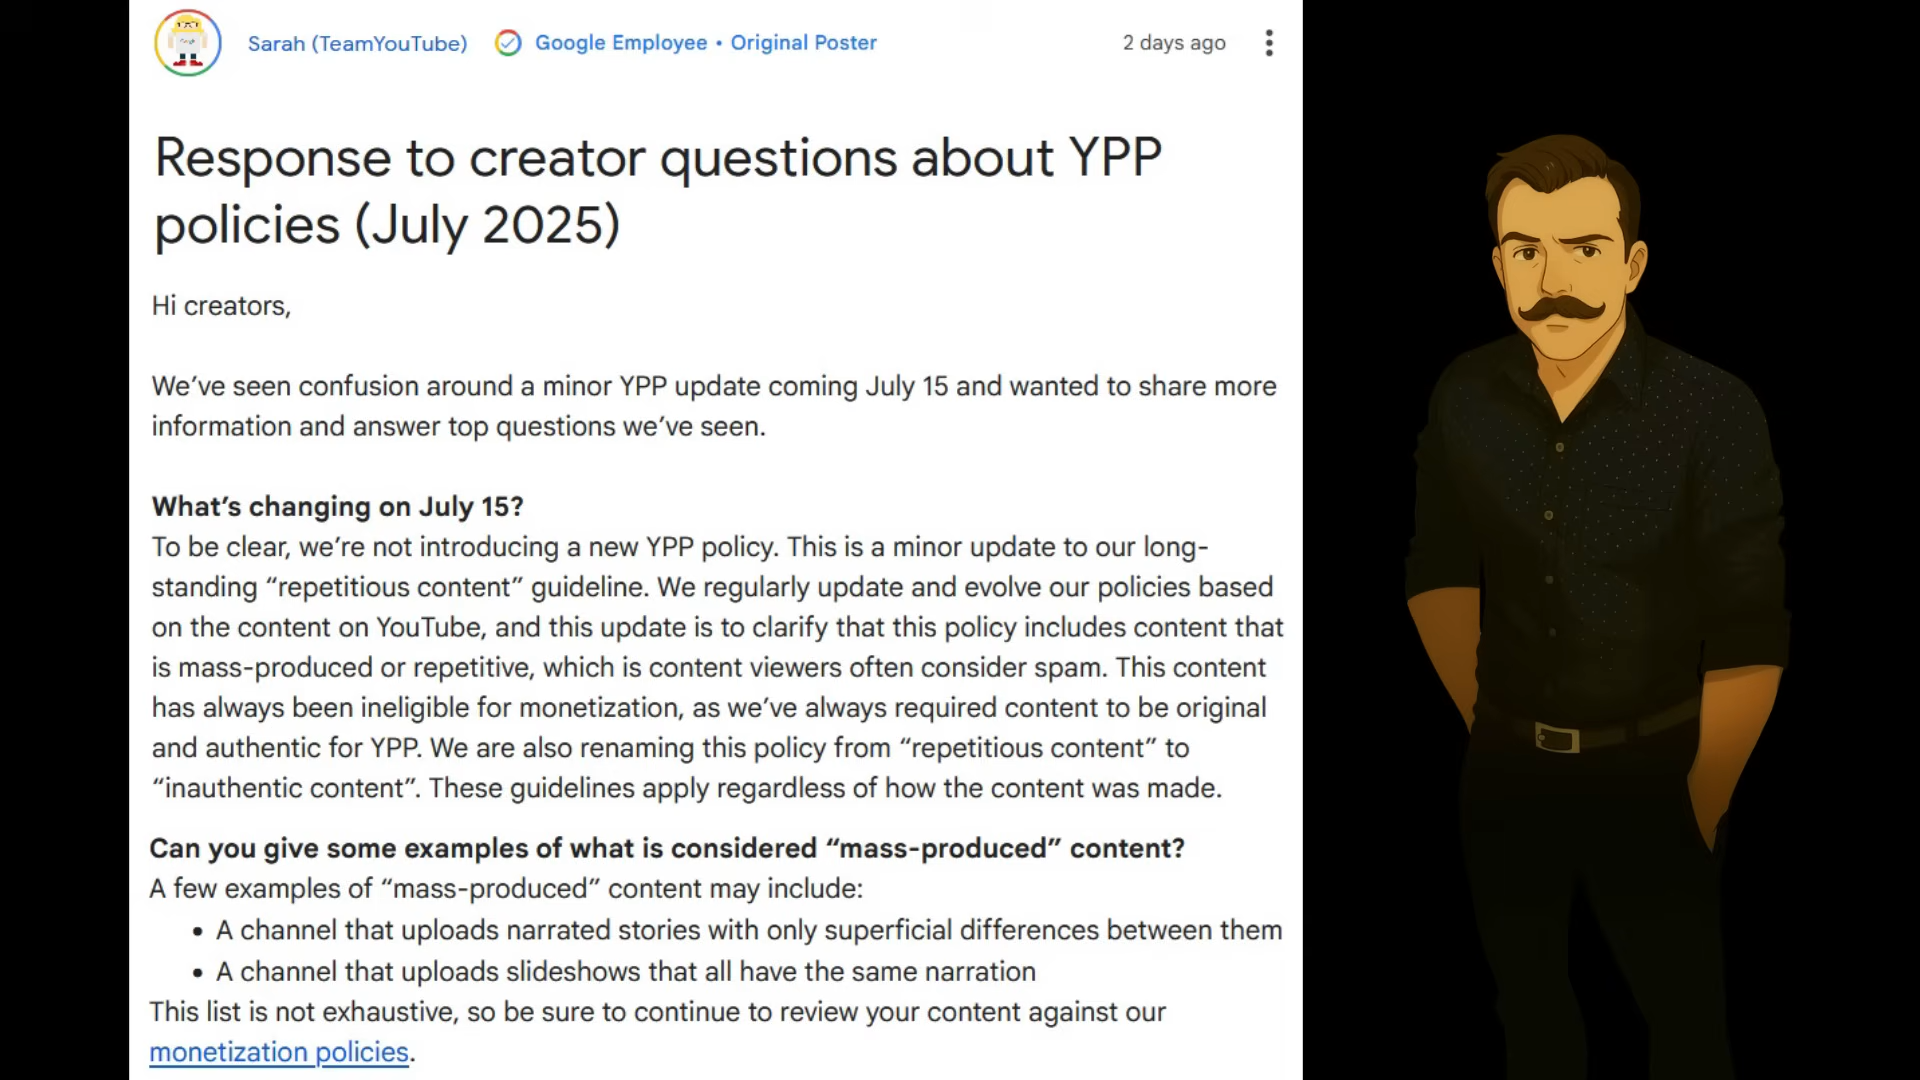 Sarah (TeamYouTube) Google Employee • Original Poster 2 days ago
Response to creator questions about YPP
policies (July 2025)
Hi creators,
We’ve seen confusion around a minor YPP update coming July 15 and wanted to share more
information and answer top questions we’ve seen.
What’s changing on July 15?
To be clear, we’re not introducing a new YPP policy. This is a minor update to our long-
standing “repetitious content” guideline. We regularly update and evolve our policies based
on the content on YouTube, and this update is to clarify that this policy includes content that
is mass-produced or repetitive, which is content viewers often consider spam. This content
has always been ineligible for monetization, as we’ve always required content to be original
and authentic for YPP. We are also renaming this policy from “repetitious content” to
“inauthentic content”. These guidelines apply regardless of how the content was made.
Can you give some examples of what is considered “mass-produced” content?
A few examples of “mass-produced” content may include:
• A channel that uploads narrated stories with only superficial differences between them
• A channel that uploads slideshows that all have the same narration
This list is not exhaustive, so be sure to continue to review your content against our
monetization policies.